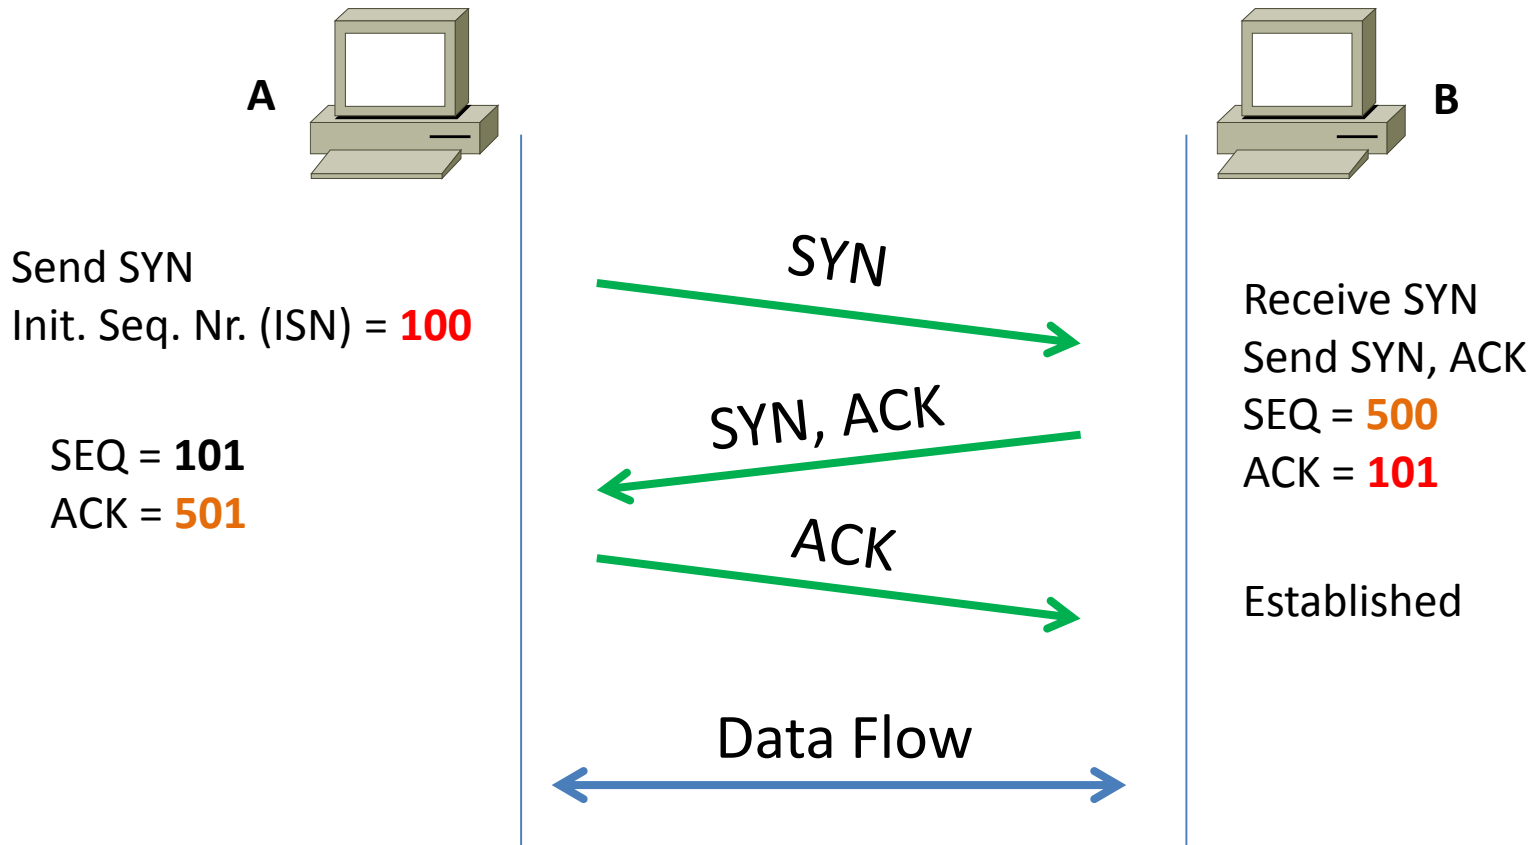 A
B
Send SYN
Init. Seq. Nr. (ISN) = 100
SYN
Receive SYN
Send SYN, ACK
SEQ = 500
ACK = 101
SYN, ACK
SEQ = 101
ACK = 501
ACK
Established
Data Flow